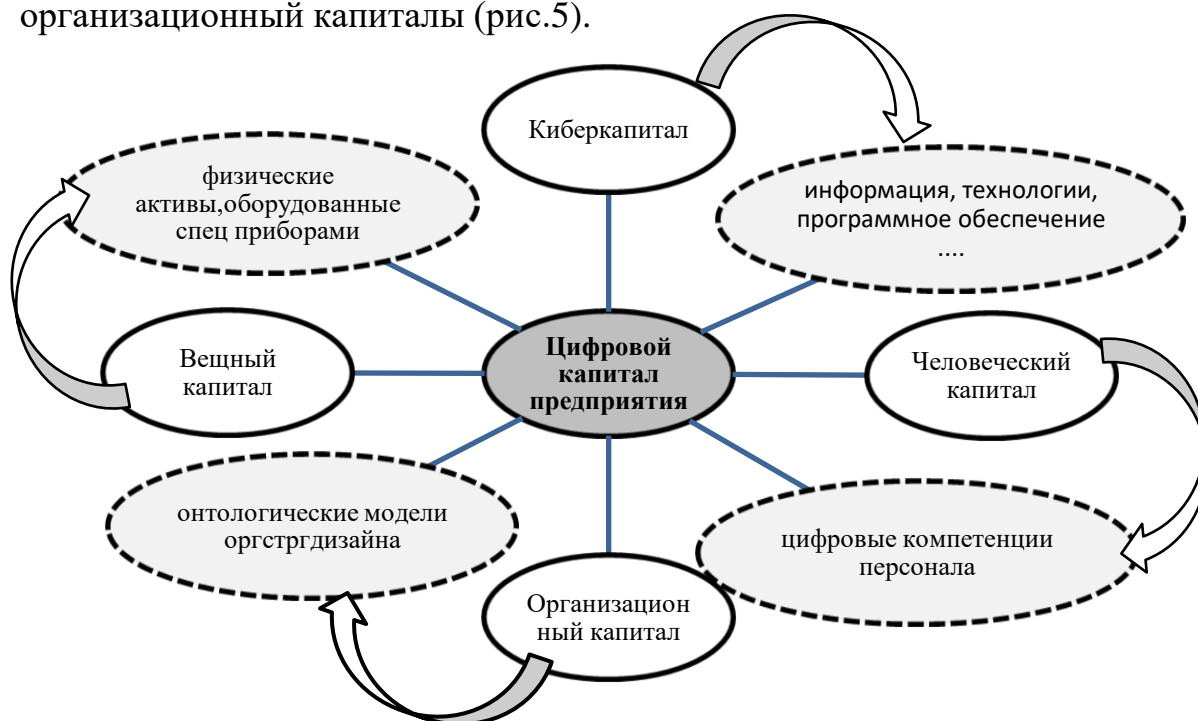 организационный капиталы (рис.5).
Киберкапитал
физические
активы,оборудованные
спец приборами
информация, технологии,
программное обеспечение
....
Вещный
капитал
Цифровой
капитал
предприятия
Человеческий
капитал
онтологические модели
оргстргдизайна
цифровые компетенции
персонала
Организацион
ный капитал